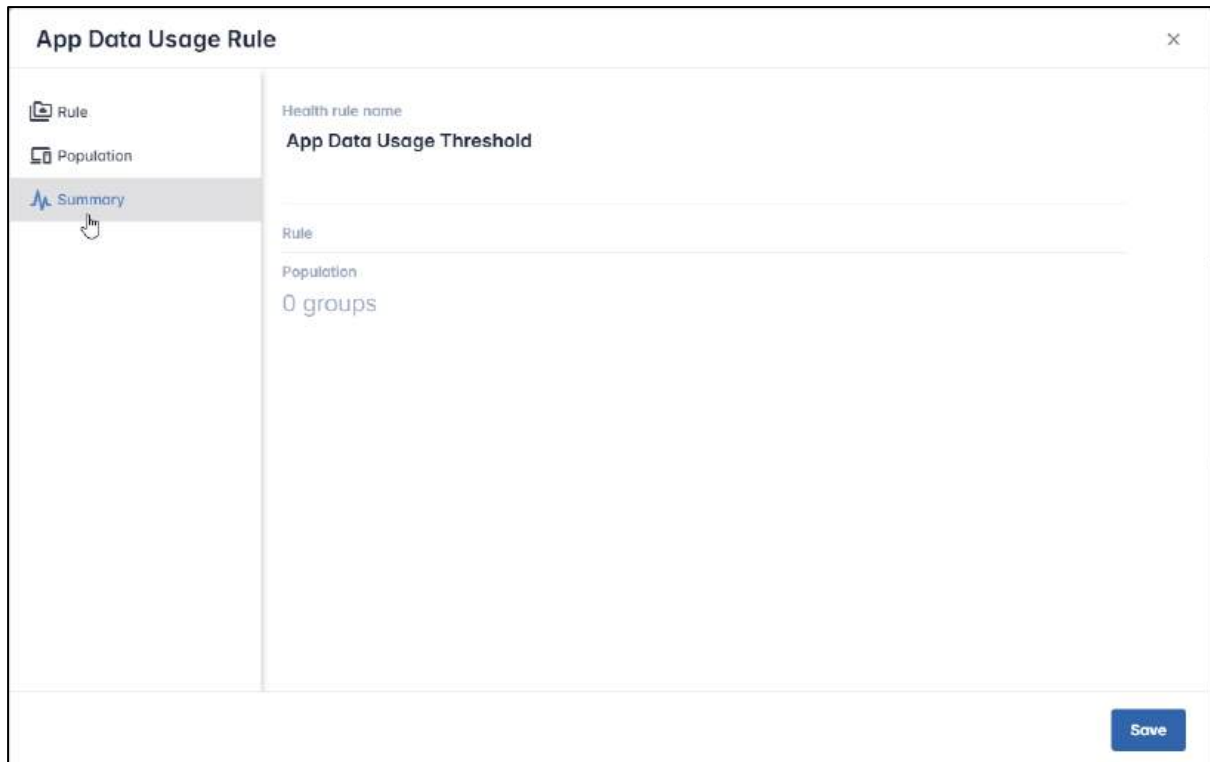 App Data Usage Rule
Rule
Population
Summary
Health rule name
App Data Usage Threshold
Rule
Population
0 groups
Save